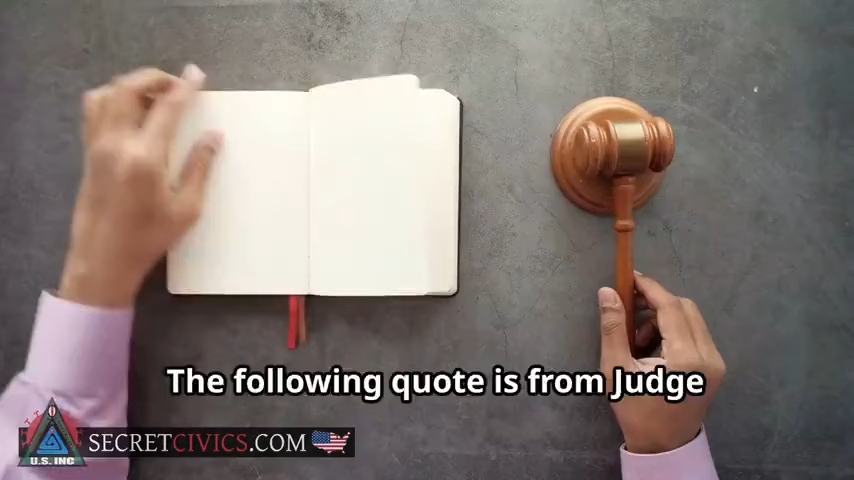 The following quote is from Judge
SECRETCIVICS.COM
U.S. INC